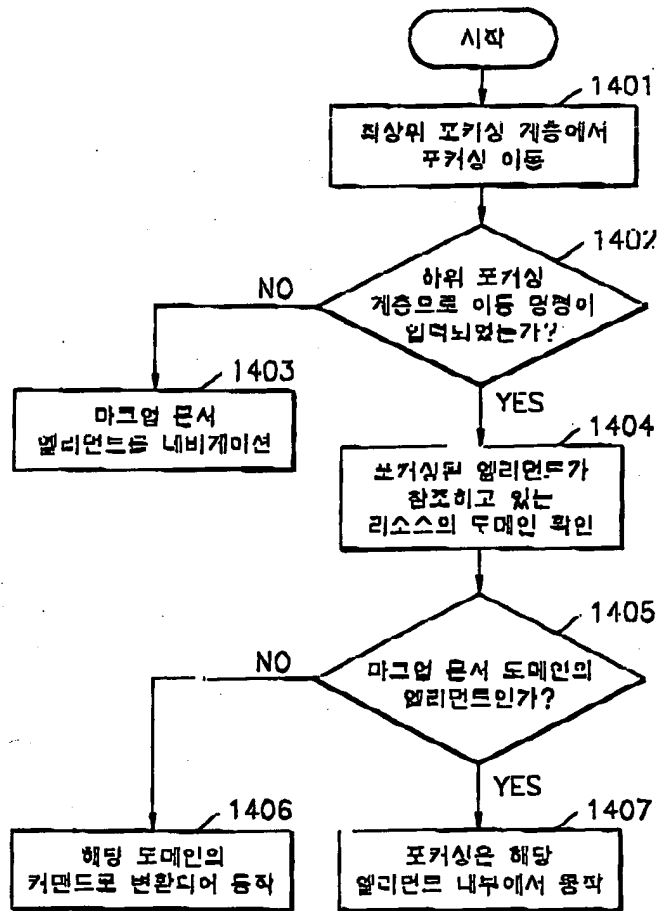 시작
1401
최상위 포커싱 계층에서
포커싱 이동
1402
하위 포커싱
계층으로 이동 명령이
입력되었는가?
NO
YES
1403
마크업 문서
엘리먼트를 네비게이션
1404
포커싱된 엘리먼트가
참조하고 있는
리소스의 도메인 확인
1405
마크업 문서 도메인의
엘리먼트인가?
NO
YES
1406
해당 도메인의
커맨드로 변환되어 동작
1407
포커싱은 해당
엘리먼트 내부에서 동작